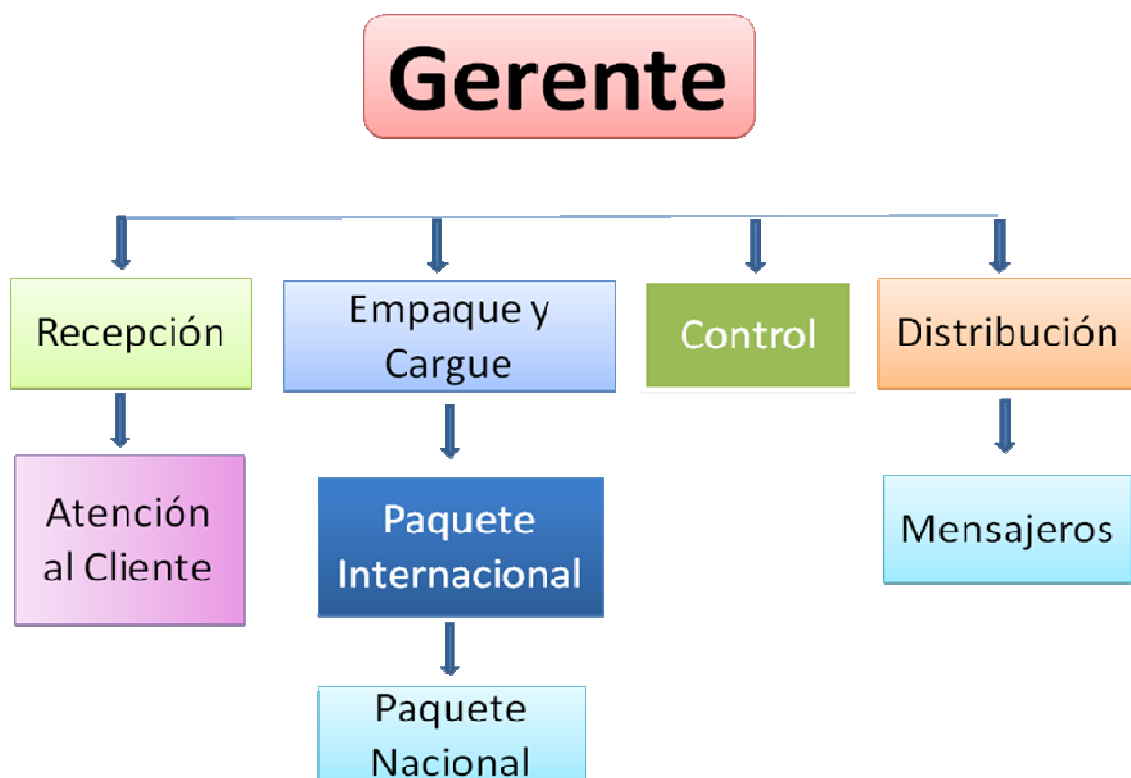 Gerente
Recepción
Empaque y
Cargue
Control
Distribución
Atención
al Cliente
Paquete
Internacional
Mensajeros
Paquete
Nacional